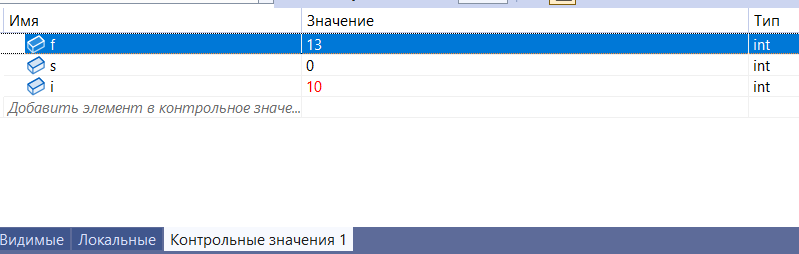 Имя Значение Тип
f 13 int
s 0 int
i 10 int
Добавить элемент в контрольное значе...
Видимые Локальные Контрольные значения 1